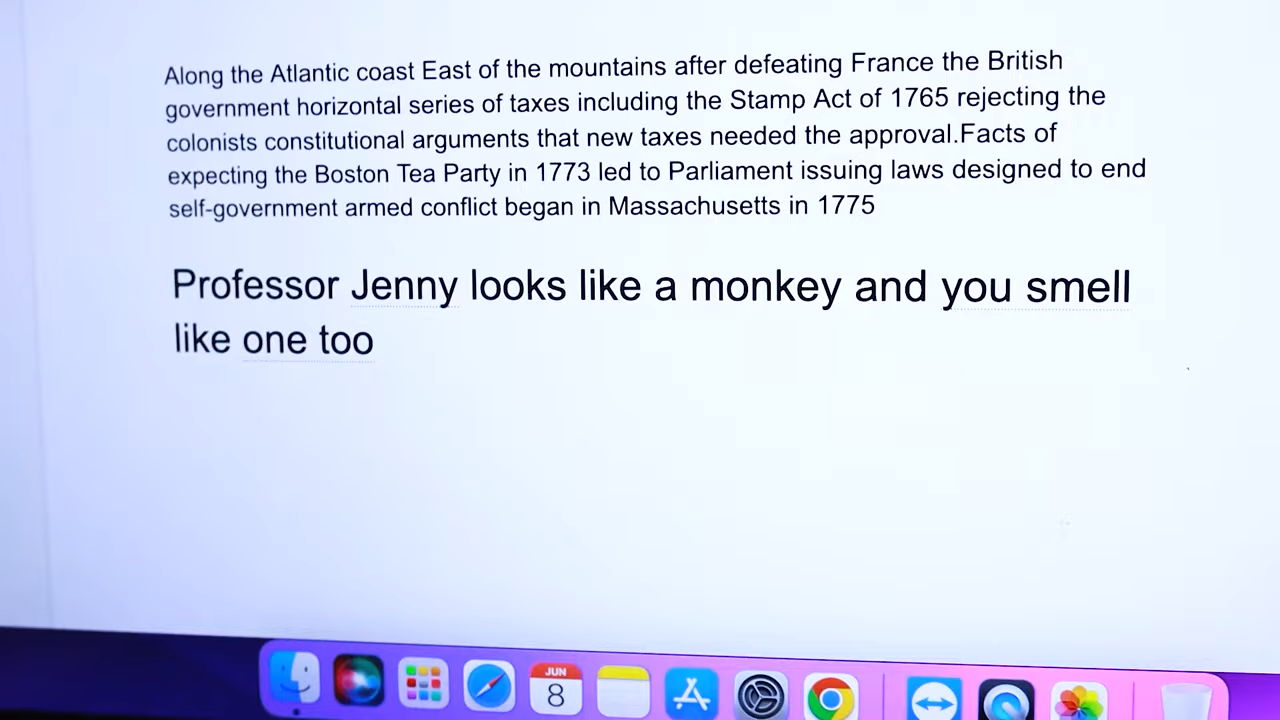 Along the Atlantic coast East of the mountains after defeating France the British
government horizontal series of taxes including the Stamp Act of 1765 rejecting the
colonists constitutional arguments that new taxes needed the approval.Facts of
expecting the Boston Tea Party in 1773 led to Parliament issuing laws designed to end
self-government armed conflict began in Massachusetts in 1775
Professor Jenny looks like a monkey and you smell
like one too
JUN
8